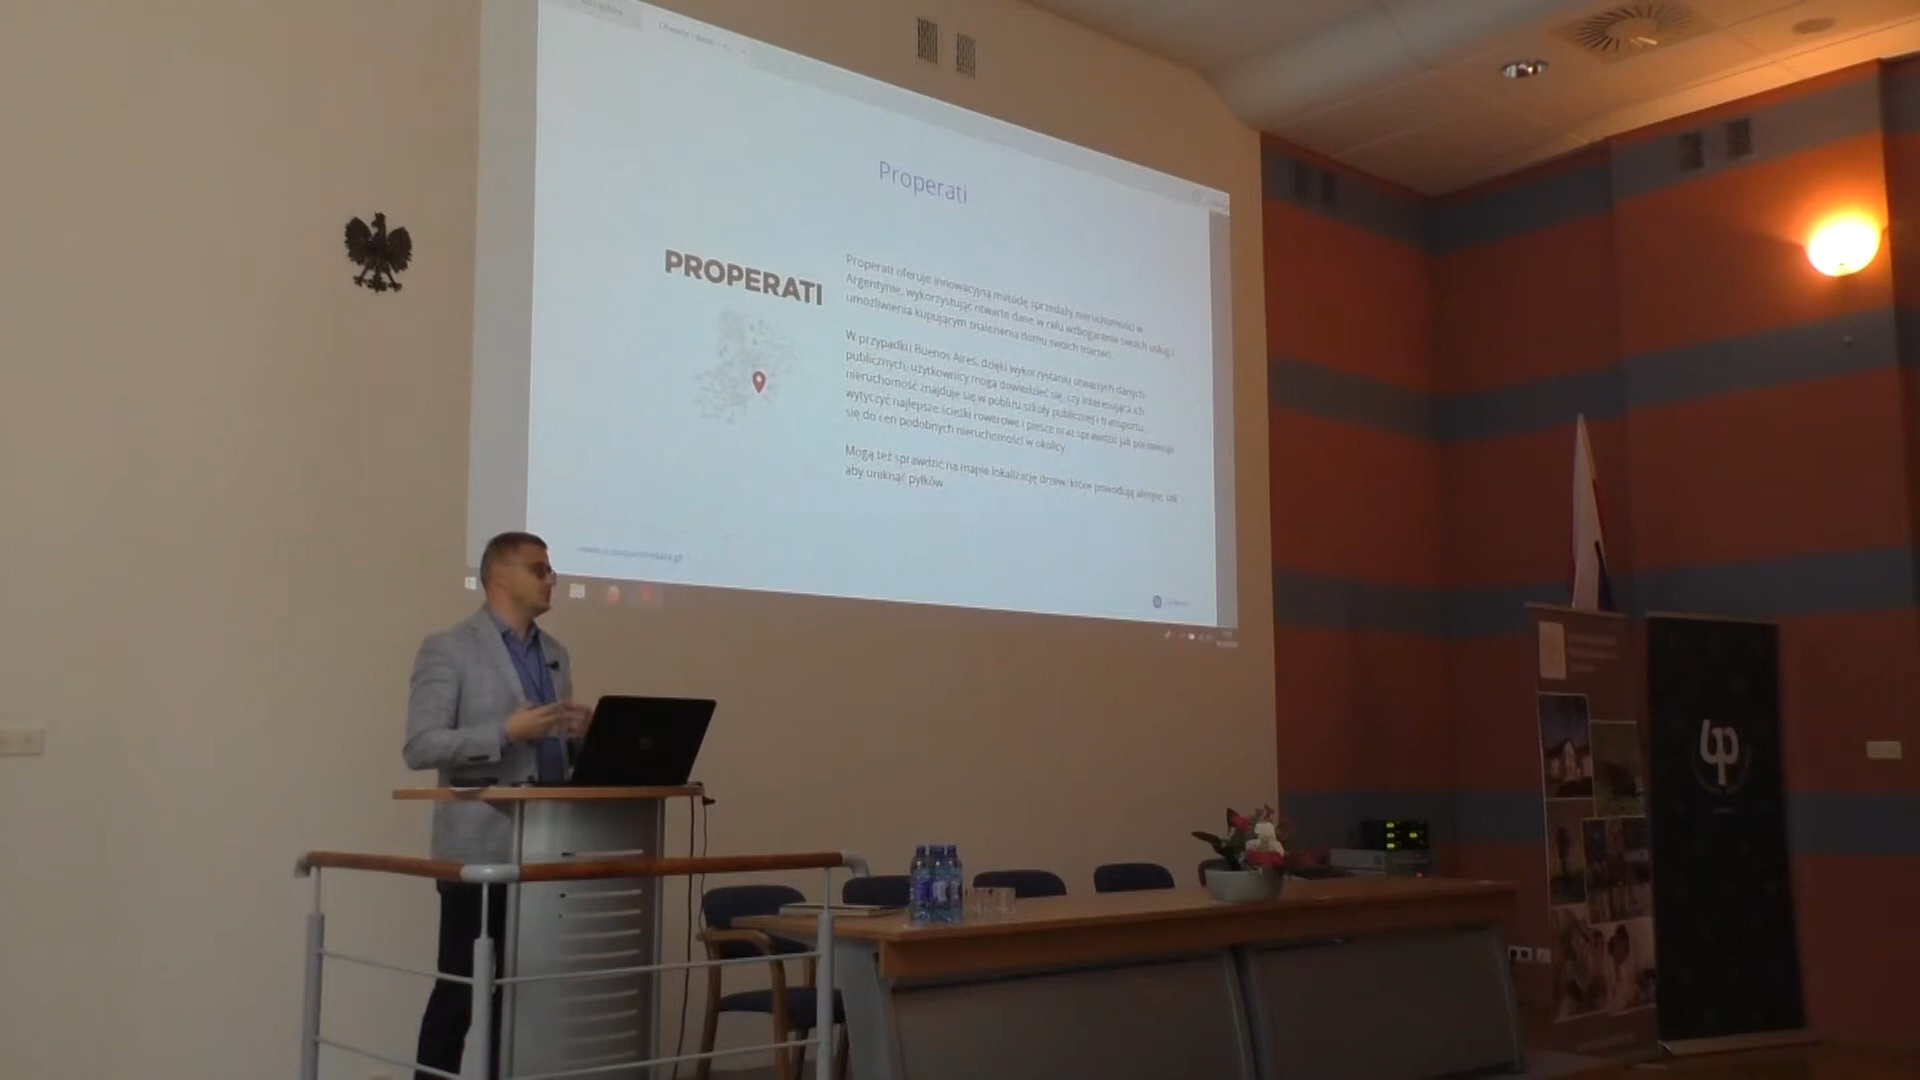 Properati
PROPERATI
Properati oferuje innowacyjną metodę sprzedaży nieruchomości w
Argentynie, wykorzystując otwarte dane w celu wzbogacenia swoich usług i
umożliwienia kupującym znalezienia domu swoich marzeń.
W przypadku Buenos Aires, dzięki wykorzystaniu otwartych danych
publicznych, użytkownicy mogą dowiedzieć się, czy interesująca ich
nieruchomość znajduje się w pobliżu szkoły publicznej i transportu,
wytyczyć najlepsze ścieżki rowerowe i piesze oraz sprawdzić jak
się do cen podobnych nieruchomości w okolicy.
Mogą też sprawdzić na mapie lokalizację drzew, które powodują alergie, tak
aby uniknąć pyłków